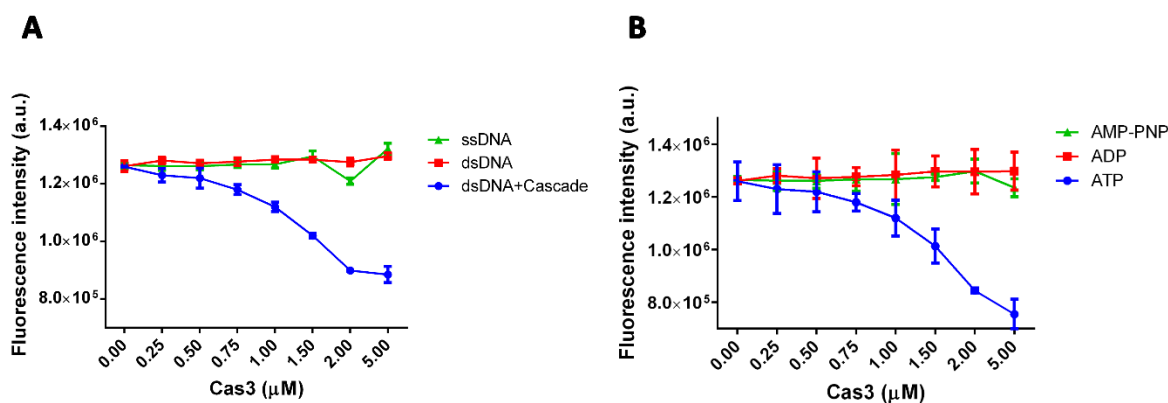 A
Fluorescence intensity (a.u.)
1.4×10⁶
1.2×10⁶
1.0×10⁶
8.0×10⁵
0.00
0.25
0.50
0.75
1.00
1.50
2.00
5.00
Cas3 (μM)
ssDNA
dsDNA
dsDNA+Cascade
B
Fluorescence intensity (a.u.)
1.4×10⁶
1.2×10⁶
1.0×10⁶
8.0×10⁵
0.00
0.25
0.50
0.75
1.00
1.50
2.00
5.00
Cas3 (μM)
AMP-PNP
ADP
ATP